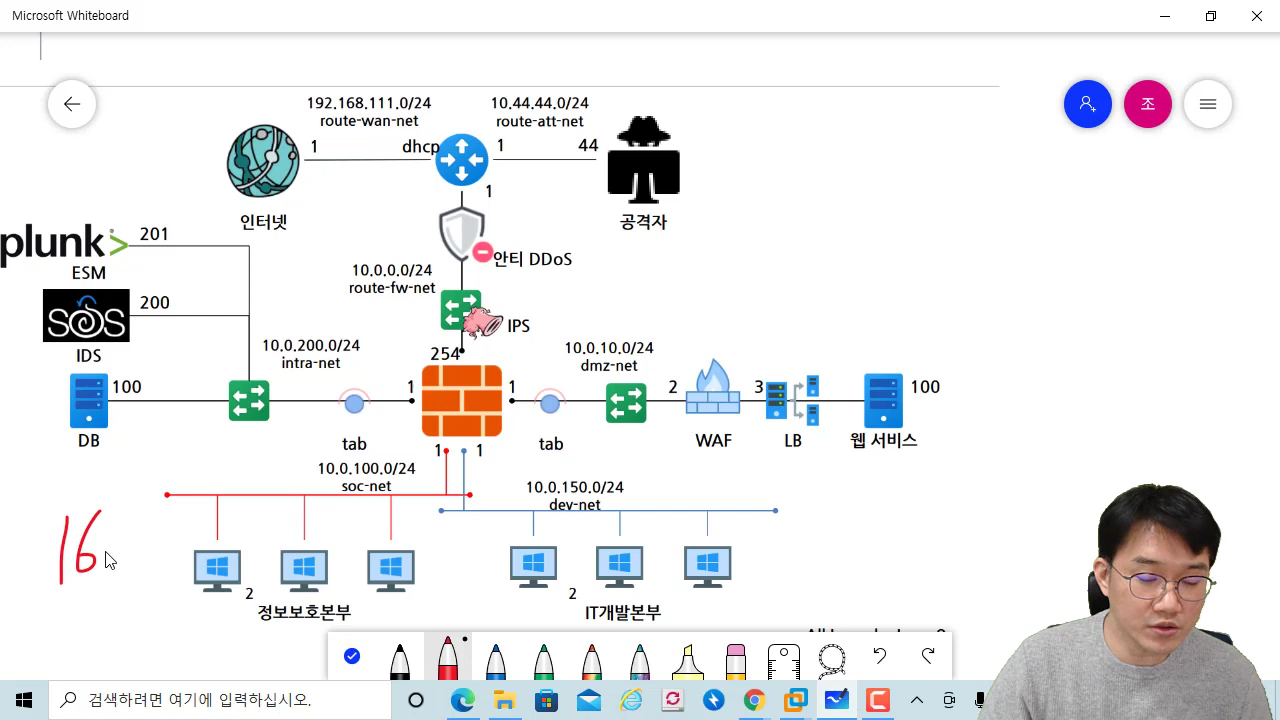 Microsoft Whiteboard
조
192.168.111.0/24
route-wan-net
10.44.44.0/24
route-att-net
1
dhcp
1
44
1
인터넷
공격자
plunk>
201
ESM
안티 DDoS
10.0.0.0/24
route-fw-net
200
SOS
IPS
IDS
10.0.200.0/24
intra-net
254
10.0.10.0/24
dmz-net
100
1
1
2
3
100
DB
tab
tab
WAF
LB
웹 서비스
1
1
10.0.100.0/24
soc-net
10.0.150.0/24
dev-net
16
2
2
정보보호본부
IT개발본부
검색하려면 여기에 입력하십시오.